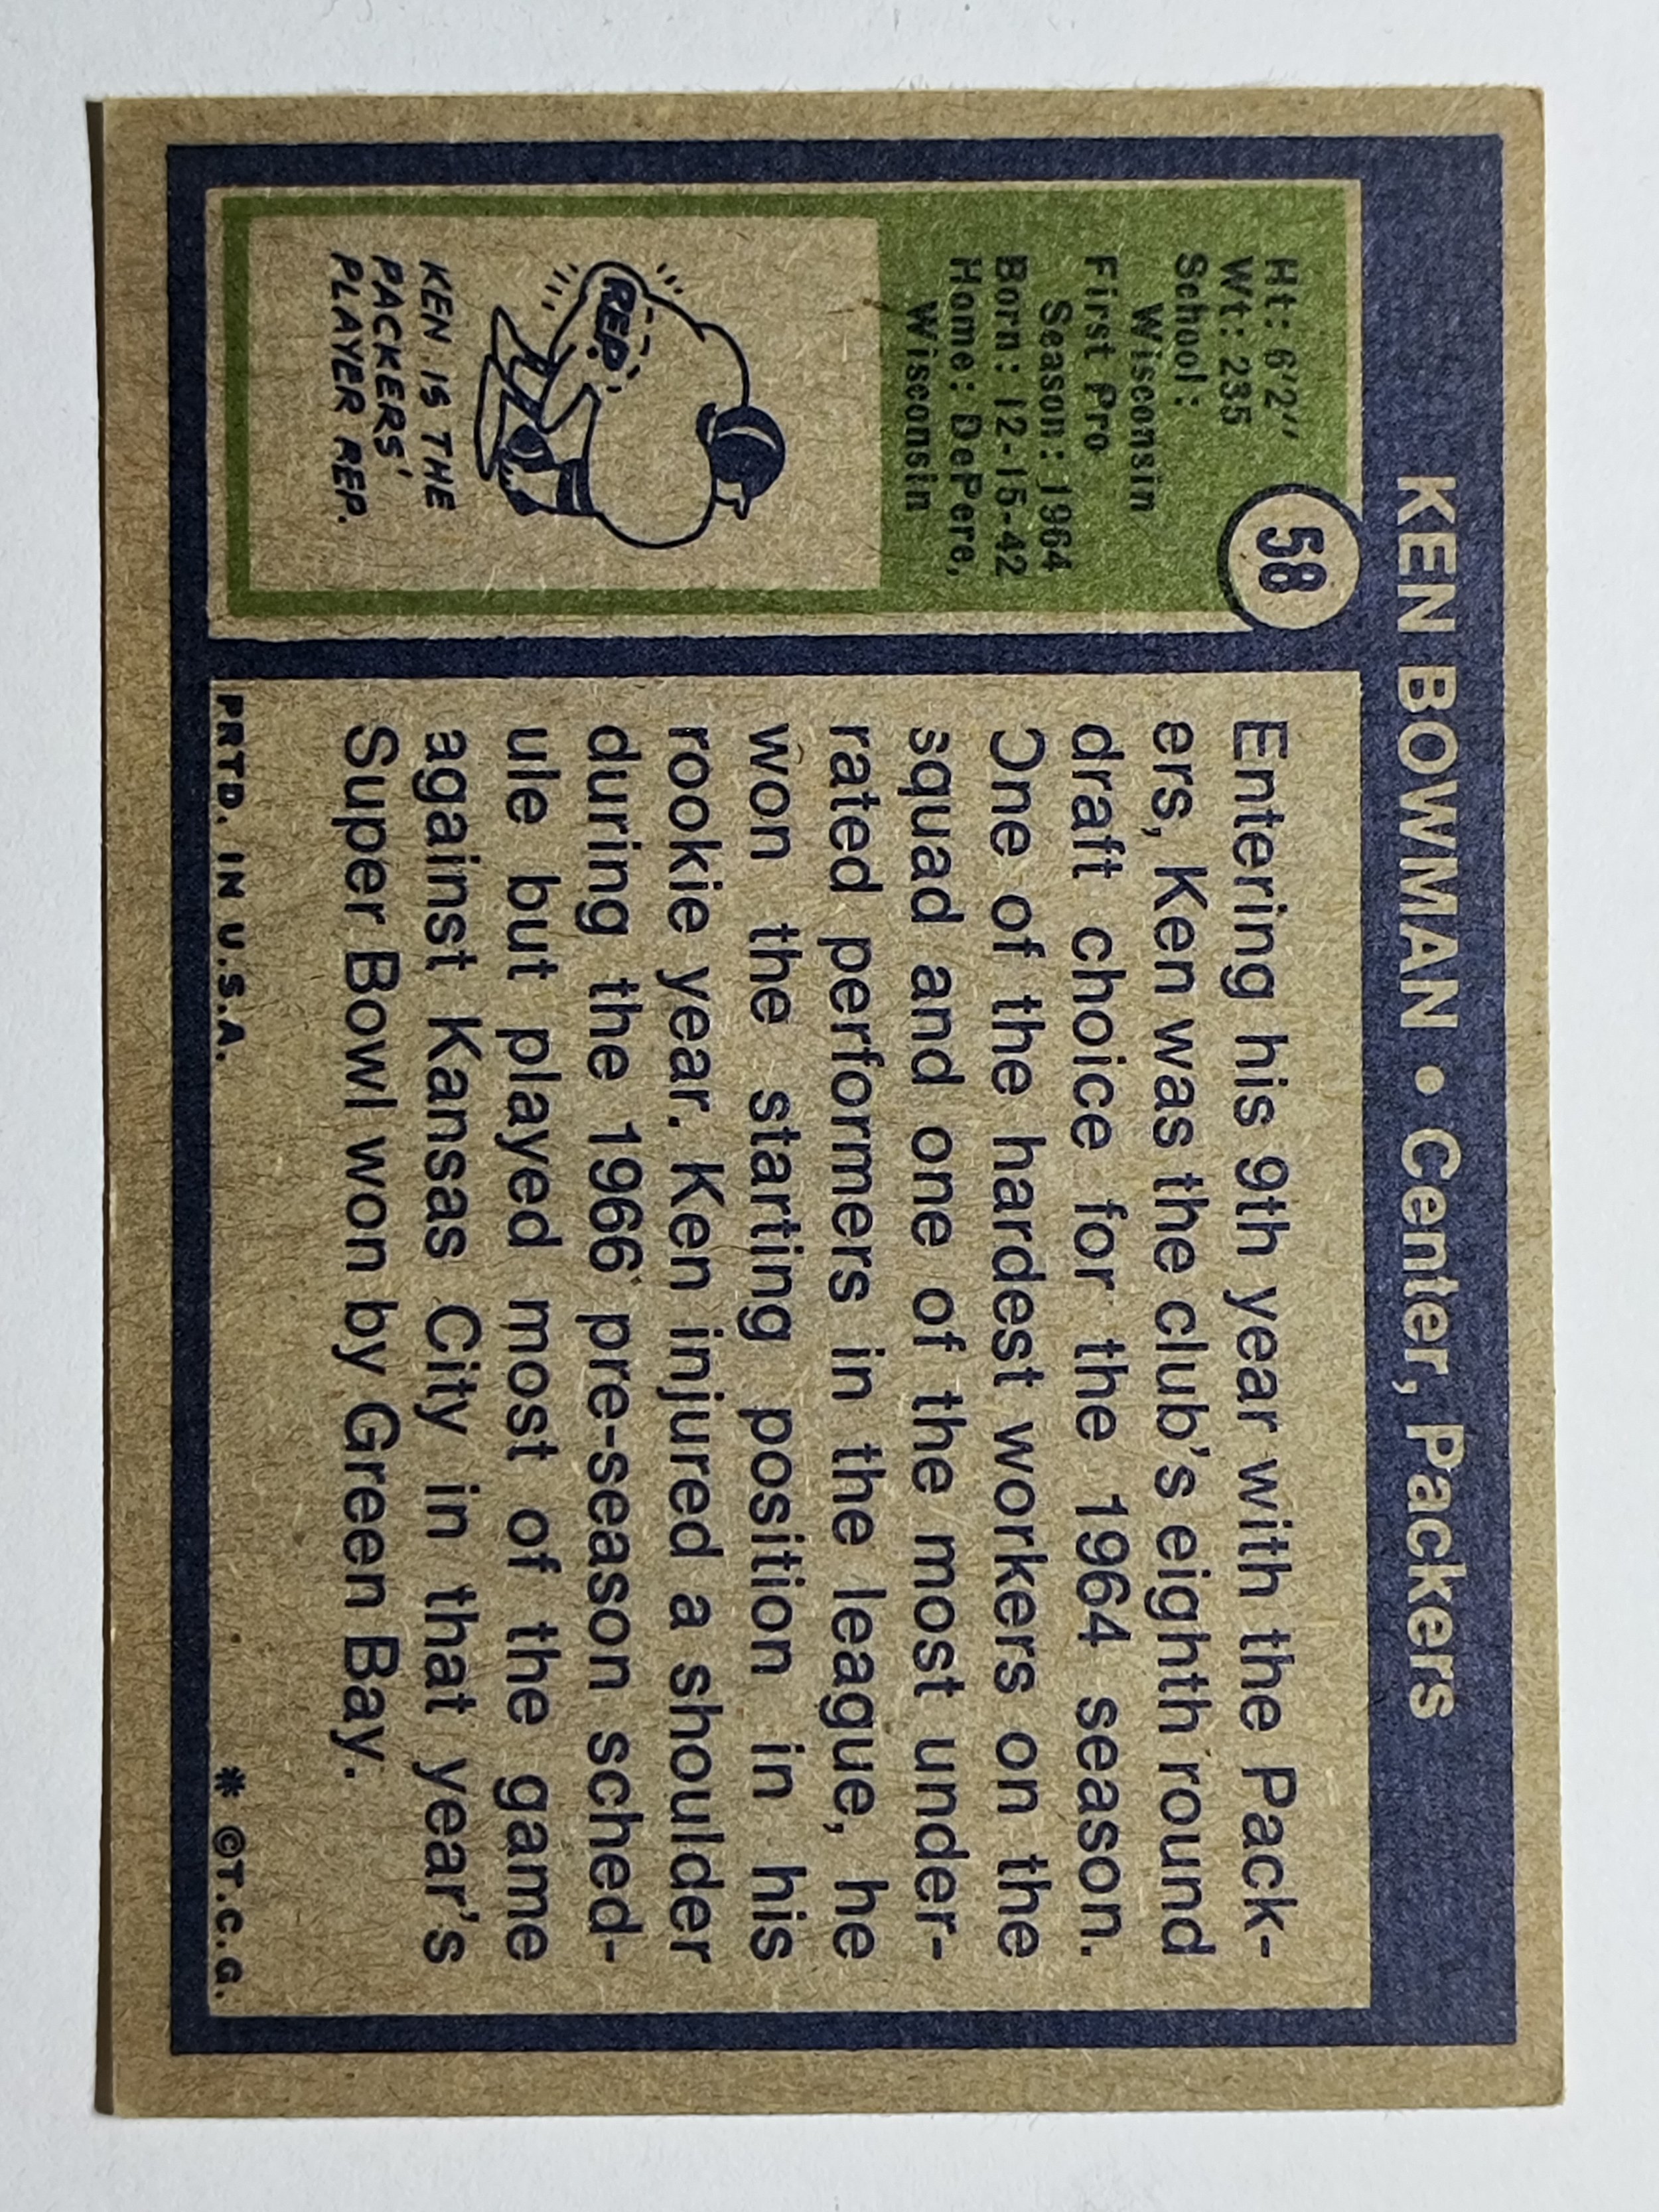 KEN BOWMAN • Center, Packers
58
Ht: 6'2"
Wt: 235
School:
Wisconsin
First Pro
Season: 1964
Born: 12-15-42
Home: DePere,
Wisconsin
REP.
KEN IS THE
PACKERS'
PLAYER REP.
Entering his 9th year with the Pack-
ers, Ken was the club's eighth round
draft choice for the 1964 season.
One of the hardest workers on the
squad and one of the most under-
rated performers in the league, he
won the starting position in his
rookie year. Ken injured a shoulder
during the 1966 pre-season sched-
ule but played most of the game
against Kansas City in that year's
Super Bowl won by Green Bay.
PRTD. IN U.S.A.
* ©T.C.G.